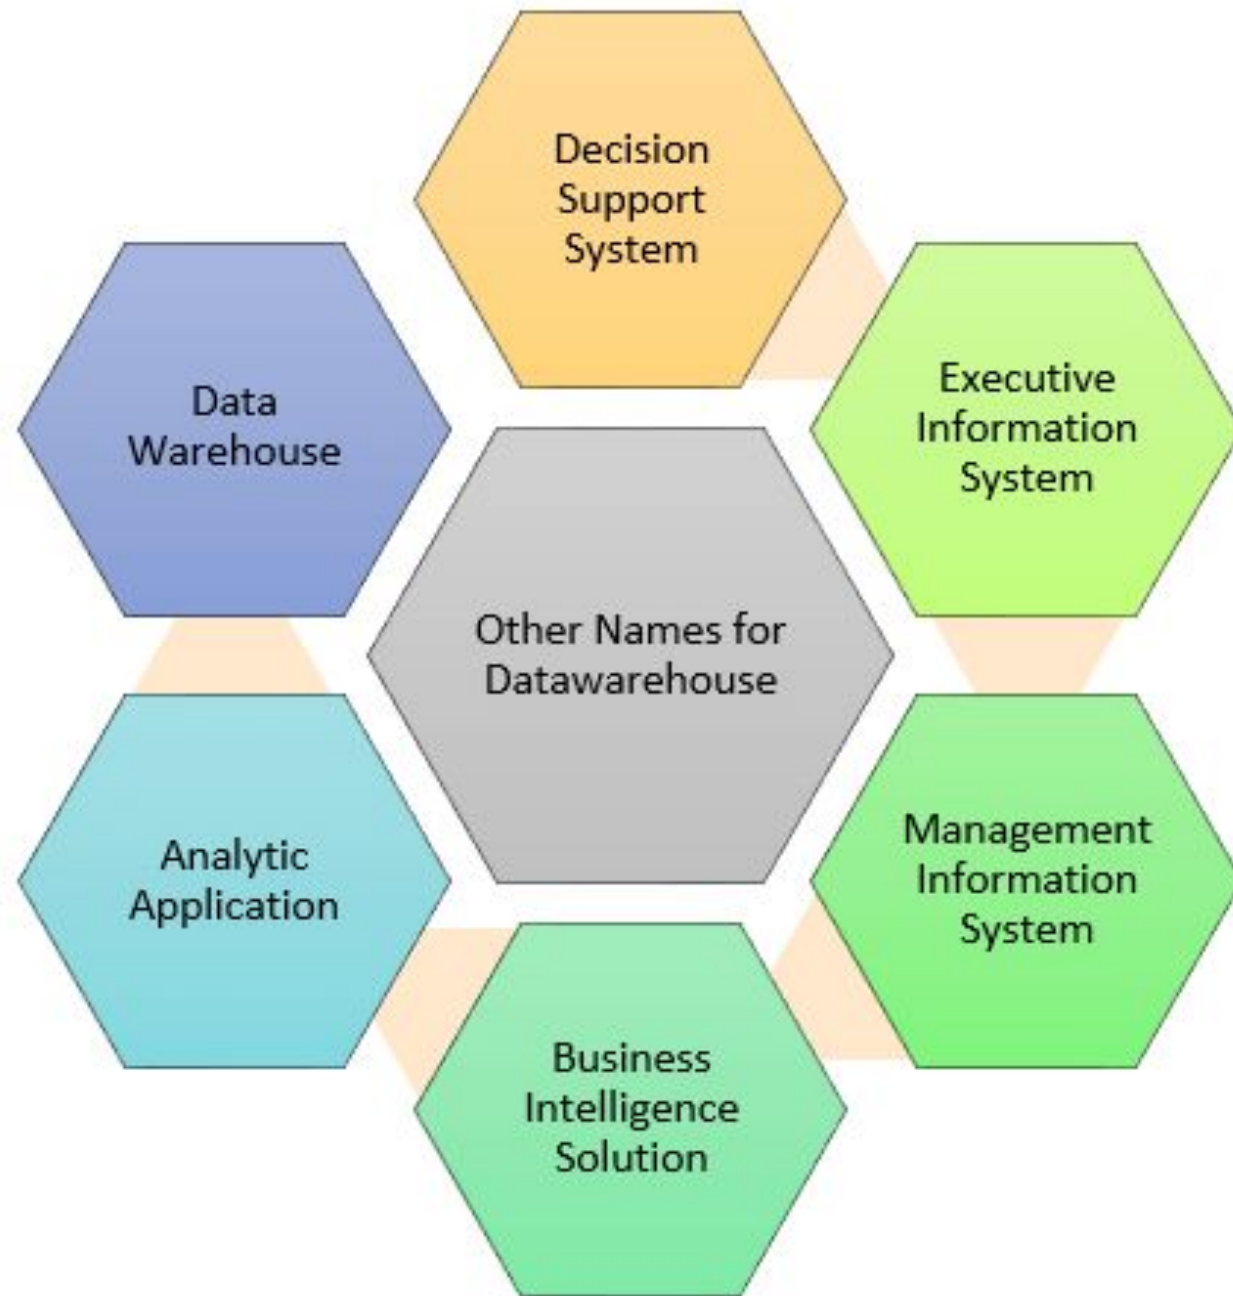 Decision
Support
System
Executive
Information
System
Management
Information
System
Business
Intelligence
Solution
Analytic
Application
Data
Warehouse
Other Names for
Datawarehouse